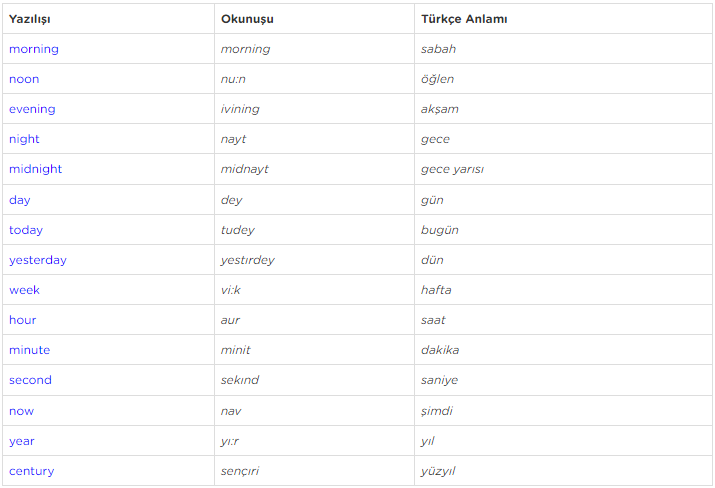 Yazılışı Okunuşu Türkçe Anlamı
morning morning sabah
noon nu:n öğlen
evening ivining akşam
night nayt gece
midnight midnayt gece yarısı
day dey gün
today tudey bugün
yesterday yestırdey dün
week vi:k hafta
hour aur saat
minute minit dakika
second sekınd saniye
now nav şimdi
year yı:r yıl
century sençıri yüzyıl